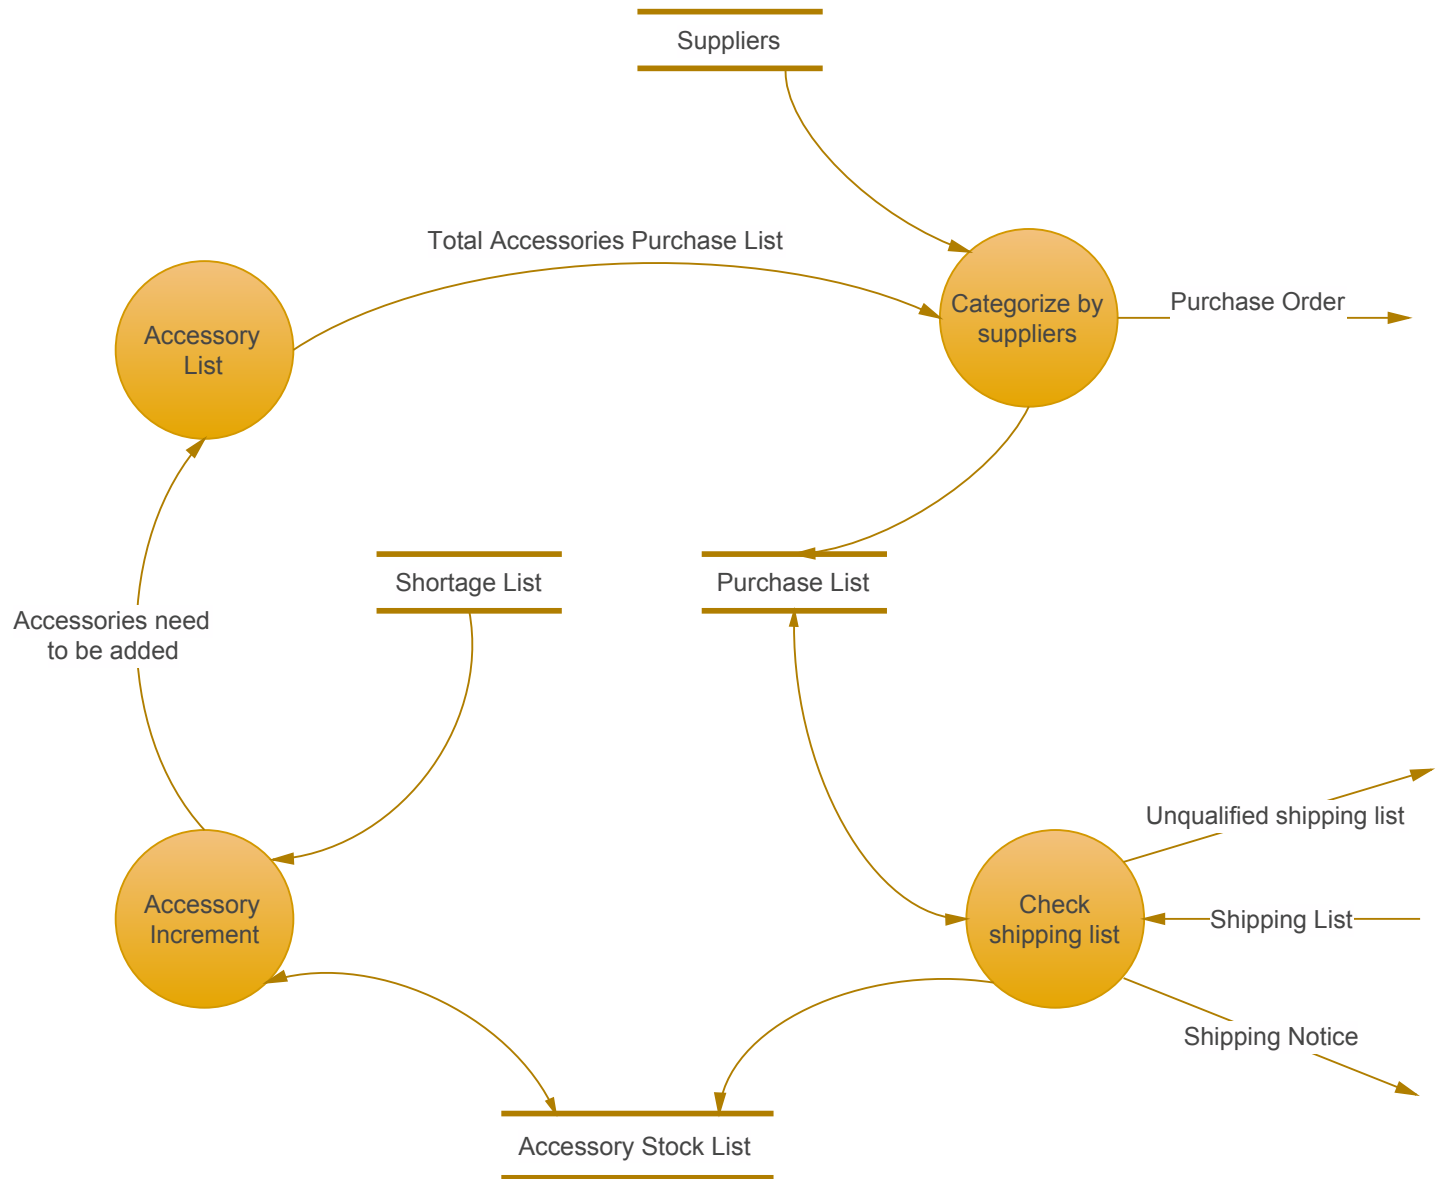 Suppliers
Total Accessories Purchase List
Categorize by
suppliers
Purchase Order
Accessory
List
Shortage List
Purchase List
Accessories need
to be added
Unqualified shipping list
Accessory
Increment
Check
shipping list
Shipping List
Shipping Notice
Accessory Stock List